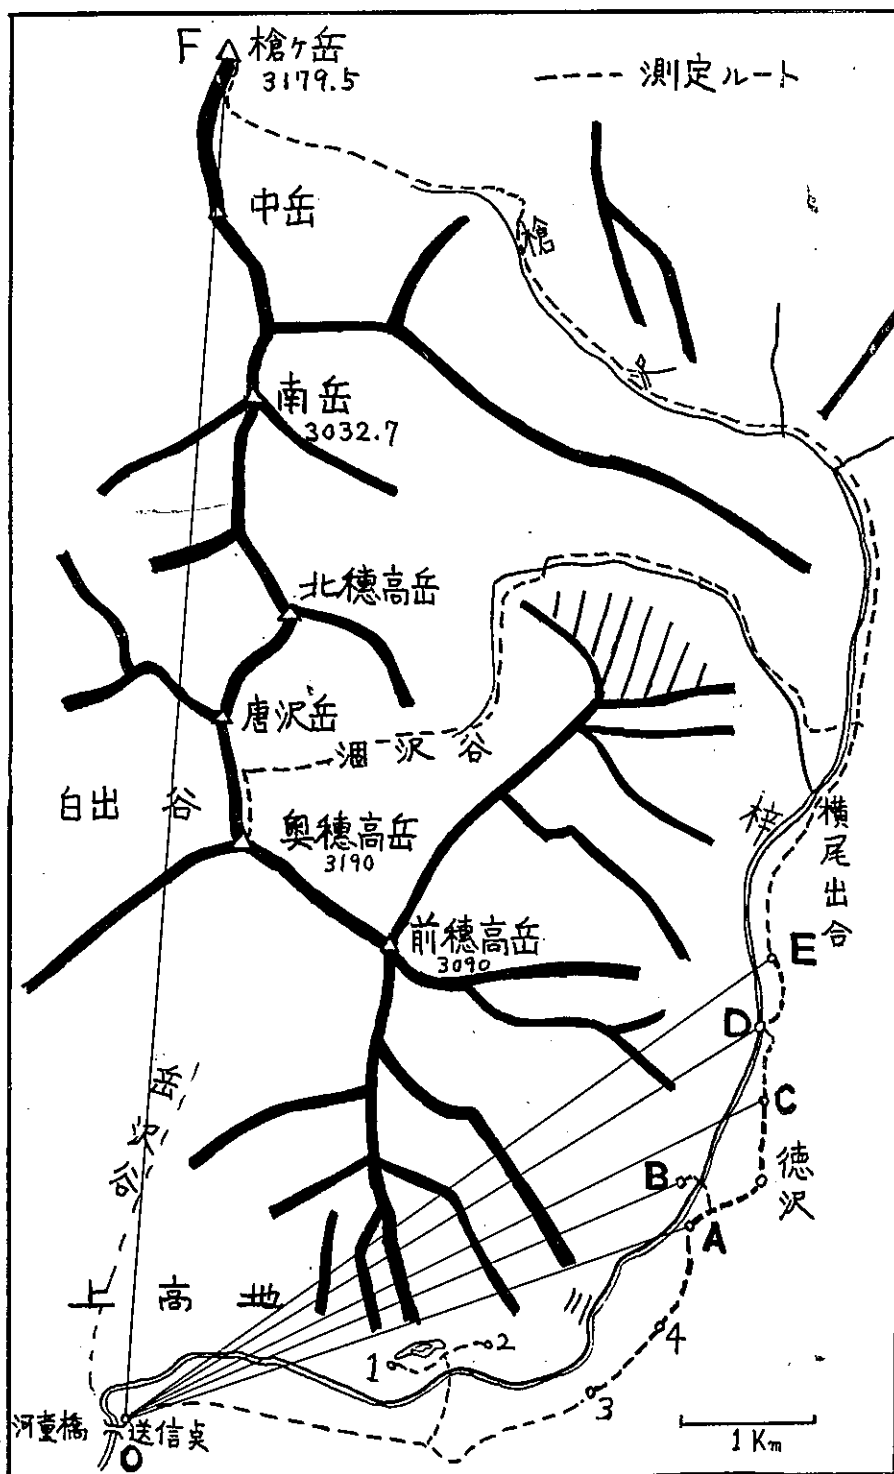 F 槍ヶ岳
3179.5
測定ルート
中岳
槍
南岳
3032.7
沢
北穂高岳
唐沢岳
涸沢谷
白出谷
奥穂高岳
3190
梓
横尾出合
前穂高岳
3090
E
D
C
岳沢谷
徳沢
B
A
上高地
1
2
4
3
河童橋
送信点
O
1Km